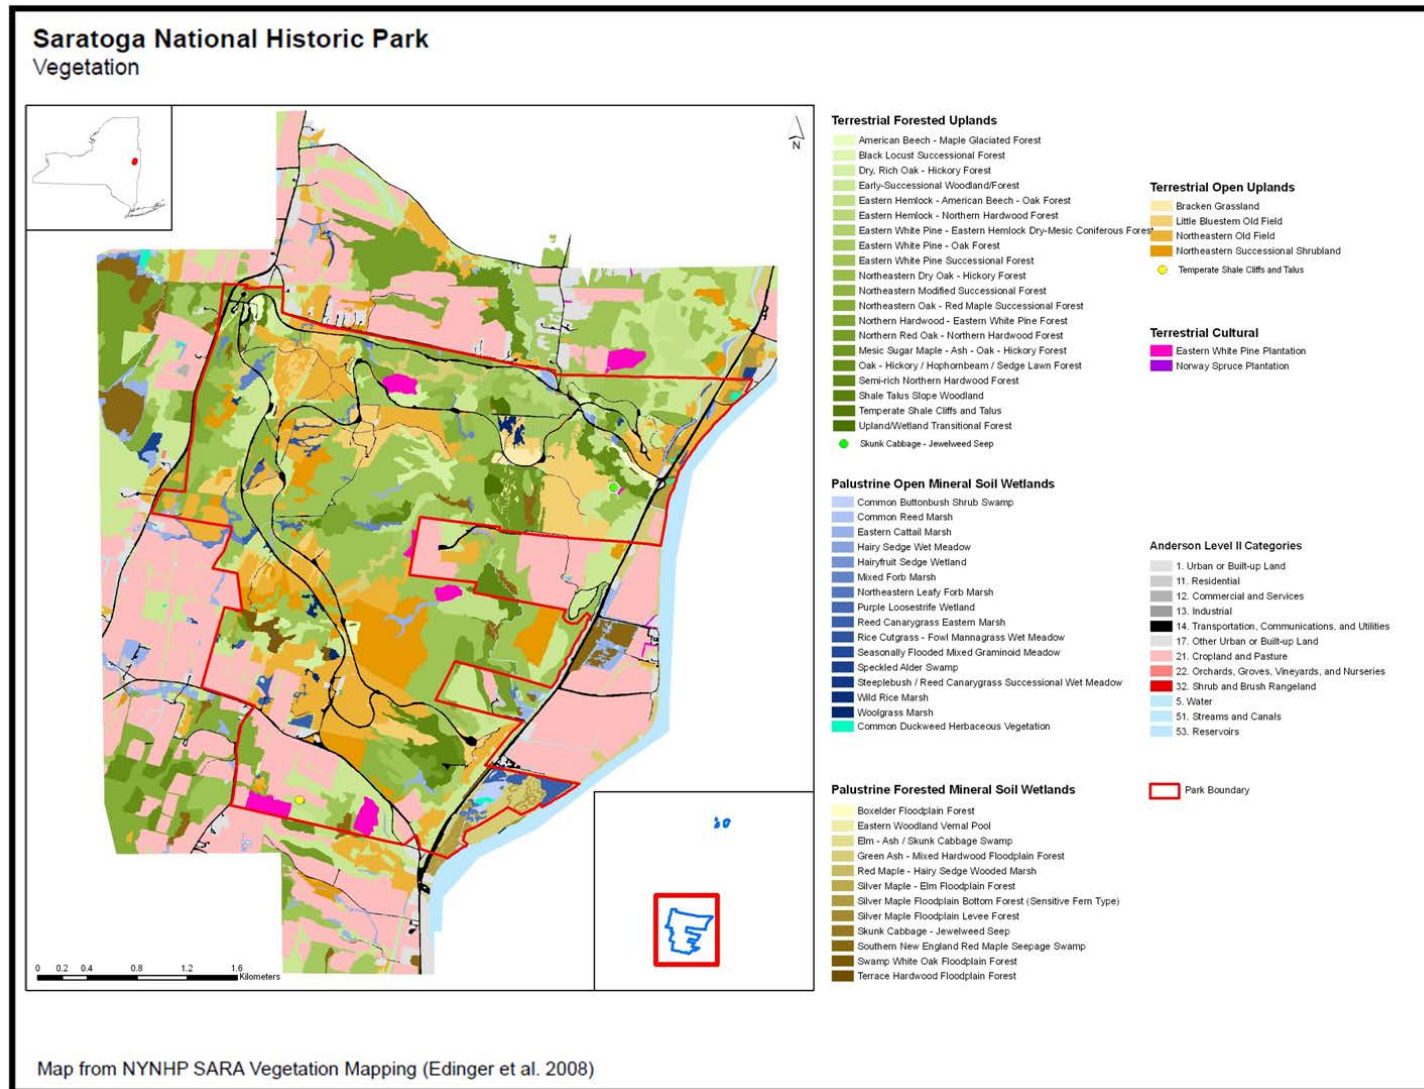 Saratoga National Historic Park
Vegetation
N
Terrestrial Forested Uplands
American Beech - Maple Glaciated Forest
Black Locust Successional Forest
Dry, Rich Oak - Hickory Forest
Early-Successional Woodland/Forest
Eastern Hemlock - American Beech - Oak Forest
Eastern Hemlock - Northern Hardwood Forest
Eastern White Pine - Eastern Hemlock Dry-Mesic Coniferous Forest
Eastern White Pine - Oak Forest
Eastern White Pine Successional Forest
Northeastern Dry Oak - Hickory Forest
Northeastern Modified Successional Forest
Northeastern Oak - Red Maple Successional Forest
Northern Hardwood - Eastern White Pine Forest
Northern Red Oak - Northern Hardwood Forest
Mesic Sugar Maple - Ash - Oak - Hickory Forest
Oak - Hickory / Hophornbeam / Sedge Lawn Forest
Semi-rich Northern Hardwood Forest
Shale Talus Slope Woodland
Temperate Shale Cliffs and Talus
Upland/Wetland Transitional Forest
Skunk Cabbage - Jewelweed Seep
Palustrine Open Mineral Soil Wetlands
Common Buttonbush Shrub Swamp
Common Reed Marsh
Eastern Cattail Marsh
Hairy Sedge Wet Meadow
Hairyfruit Sedge Wetland
Mixed Forb Marsh
Northeastern Leafy Forb Marsh
Purple Loosestrife Wetland
Reed Canarygrass Eastern Marsh
Rice Cutgrass - Fowl Mannagrass Wet Meadow
Seasonally Flooded Mixed Graminoid Meadow
Speckled Alder Swamp
Steeplebush / Reed Canarygrass Successional Wet Meadow
Wild Rice Marsh
Woolgrass Marsh
Common Duckweed Herbaceous Vegetation
Palustrine Forested Mineral Soil Wetlands
Boxelder Floodplain Forest
Eastern Woodland Vernal Pool
Elm - Ash / Skunk Cabbage Swamp
Green Ash - Mixed Hardwood Floodplain Forest
Red Maple - Hairy Sedge Wooded Marsh
Silver Maple - Elm Floodplain Forest
Silver Maple Floodplain Bottom Forest (Sensitive Fern Type)
Silver Maple Floodplain Levee Forest
Skunk Cabbage - Jewelweed Seep
Southern New England Red Maple Seepage Swamp
Swamp White Oak Floodplain Forest
Terrace Hardwood Floodplain Forest
Terrestrial Open Uplands
Bracken Grassland
Little Bluestem Old Field
Northeastern Old Field
Northeastern Successional Shrubland
Temperate Shale Cliffs and Talus
Terrestrial Cultural
Eastern White Pine Plantation
Norway Spruce Plantation
Anderson Level II Categories
1. Urban or Built-up Land
11. Residential
12. Commercial and Services
13. Industrial
14. Transportation, Communications, and Utilities
17. Other Urban or Built-up Land
21. Cropland and Pasture
22. Orchards, Groves, Vineyards, and Nurseries
32. Shrub and Brush Rangeland
5. Water
51. Streams and Canals
53. Reservoirs
Park Boundary
0 0.2 0.4 0.8 1.2 1.6
Kilometers
Map from NYNHP SARA Vegetation Mapping (Edinger et al. 2008)